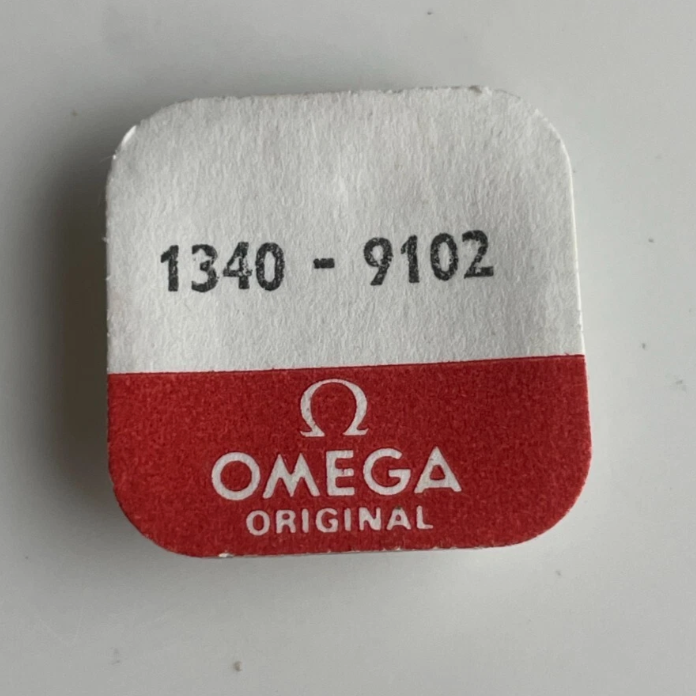 1340 - 9102
Ω
OMEGA
ORIGINAL